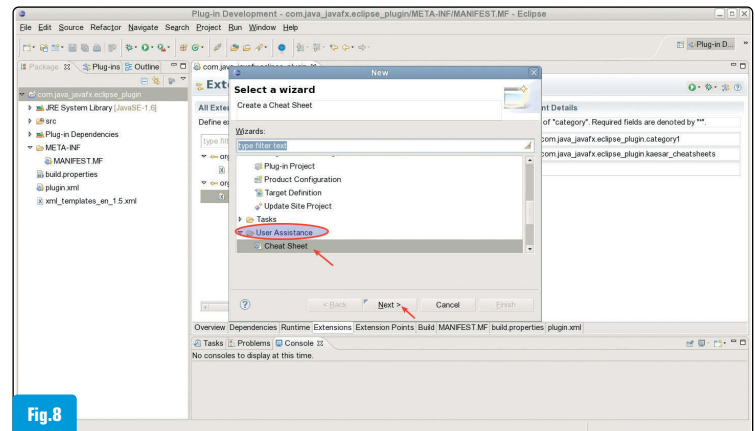 Plug-in Development - com.java_javafx.eclipse_plugin/META-INF/MANIFEST.MF - Eclipse
File Edit Source Refactor Navigate Search Project Run Window Help
Plug-in D...
Package Plug-ins Outline
com.java_javafx.eclipse_plugin
JRE System Library [JavaSE-1.6]
src
Plug-in Dependencies
META-INF
MANIFEST.MF
build.properties
plugin.xml
xml_templates_en_1.5.xml
Ext
All Exter
Define ex
type filt
org
org
New
Select a wizard
Create a Cheat Sheet
Wizards:
type filter text
Plug-in Project
Product Configuration
Target Definition
Update Site Project
Tasks
User Assistance
Cheat Sheet
< Back Next > Cancel Finish
nt Details
of "category". Required fields are denoted by "*".
com.java_javafx.eclipse_plugin.category1
com.java_javafx.eclipse_plugin.kaesar_cheatsheets
Overview Dependencies Runtime Extensions Extension Points Build MANIFEST.MF build.properties plugin.xml
Tasks Problems Console
No consoles to display at this time.
Fig.8